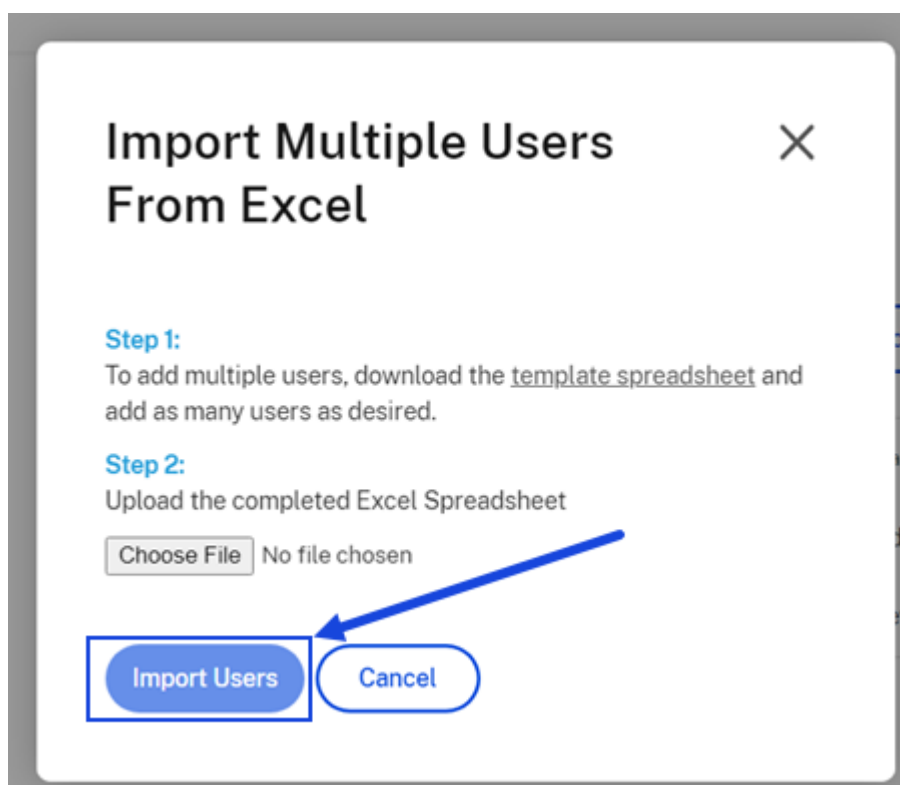 Import Multiple Users
From Excel
Step 1:
To add multiple users, download the template spreadsheet and
add as many users as desired.
Step 2:
Upload the completed Excel Spreadsheet
Choose File No file chosen
Import Users Cancel